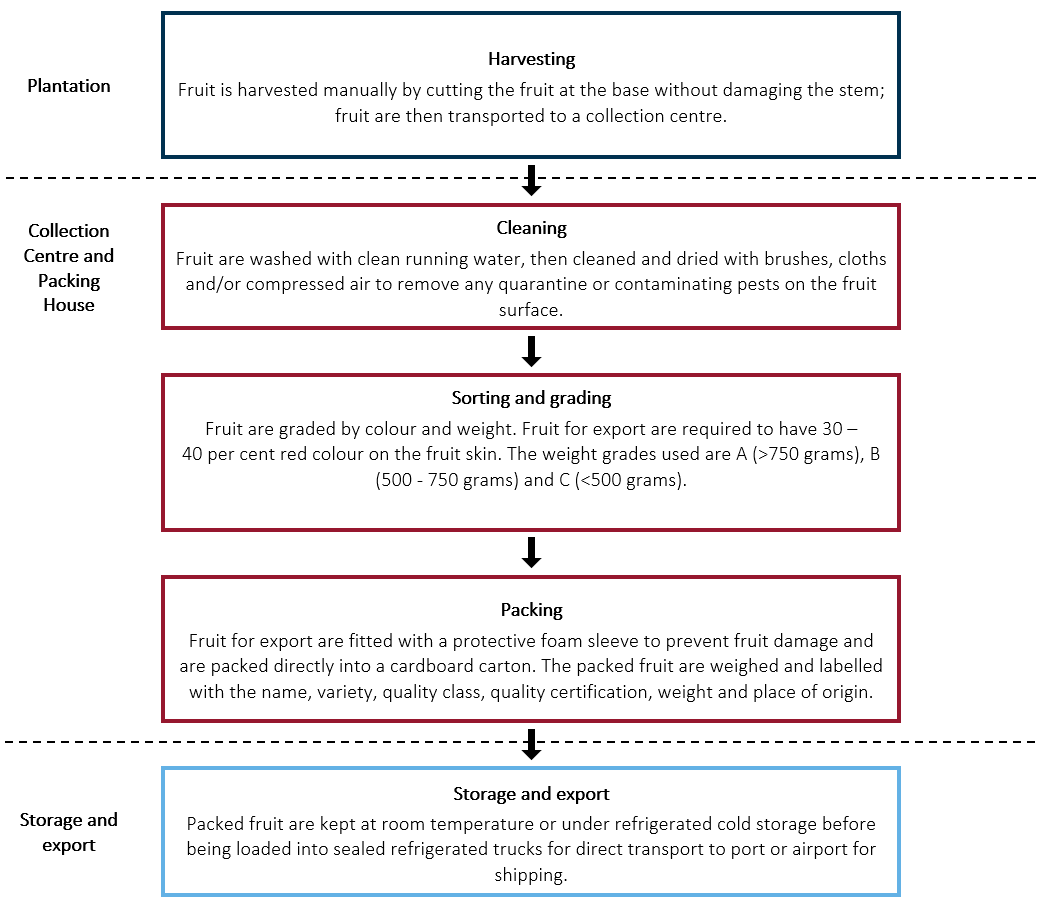 Plantation
Harvesting
Fruit is harvested manually by cutting the fruit at the base without damaging the stem;
fruit are then transported to a collection centre.
Collection
Centre and
Packing
House
Cleaning
Fruit are washed with clean running water, then cleaned and dried with brushes, cloths
and/or compressed air to remove any quarantine or contaminating pests on the fruit
surface.
Sorting and grading
Fruit are graded by colour and weight. Fruit for export are required to have 30 –
40 per cent red colour on the fruit skin. The weight grades used are A (>750 grams), B
(500 - 750 grams) and C (<500 grams).
Packing
Fruit for export are fitted with a protective foam sleeve to prevent fruit damage and
are packed directly into a cardboard carton. The packed fruit are weighed and labelled
with the name, variety, quality class, quality certification, weight and place of origin.
Storage and
export
Storage and export
Packed fruit are kept at room temperature or under refrigerated cold storage before
being loaded into sealed refrigerated trucks for direct transport to port or airport for
shipping.